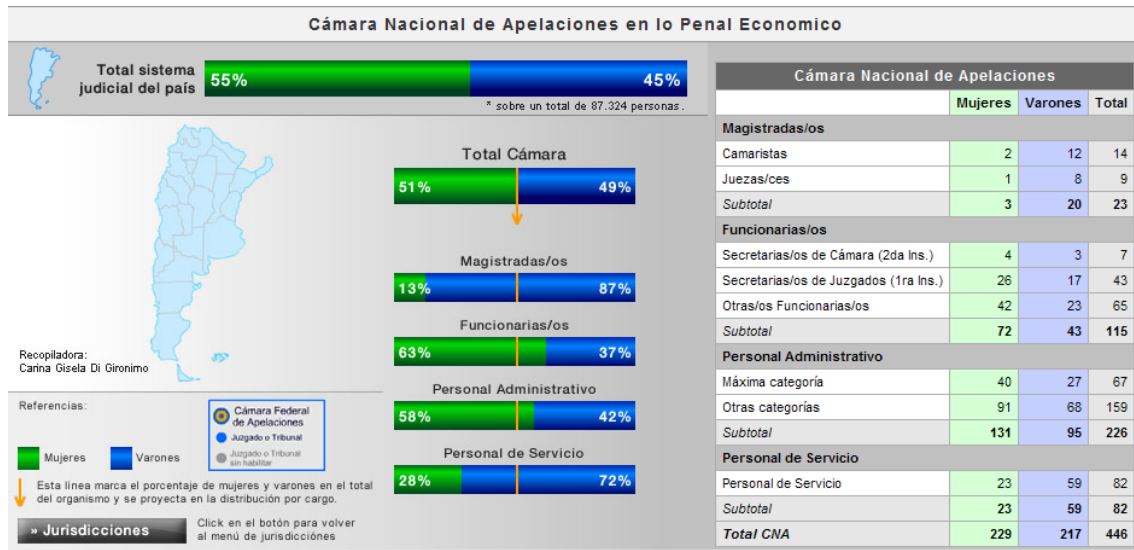 Cámara Nacional de Apelaciones en lo Penal Economico
Total sistema
judicial del país
55%
45%
* sobre un total de 87.324 personas.
Total Cámara
51%
49%
Magistradas/os
13%
87%
Funcionarias/os
63%
37%
Personal Administrativo
58%
42%
Personal de Servicio
28%
72%
Recopiladora:
Carina Gisela Di Gironimo
Referencias:
Mujeres
Varones
Cámara Federal
de Apelaciones
Juzgado o Tribunal
Juzgado o Tribunal
sin habilitar
Esta línea marca el porcentaje de mujeres y varones en el total
del organismo y se proyecta en la distribución por cargo.
» Jurisdicciones
Click en el botón para volver
al menú de jurisdicciónes
Cámara Nacional de Apelaciones
Mujeres Varones Total
Magistradas/os
Camaristas 2 12 14
Juezas/ces 1 8 9
Subtotal 3 20 23
Funcionarias/os
Secretarias/os de Cámara (2da Ins.) 4 3 7
Secretarias/os de Juzgados (1ra Ins.) 26 17 43
Otras/os Funcionarias/os 42 23 65
Subtotal 72 43 115
Personal Administrativo
Máxima categoría 40 27 67
Otras categorías 91 68 159
Subtotal 131 95 226
Personal de Servicio
Personal de Servicio 23 59 82
Subtotal 23 59 82
Total CNA 229 217 446